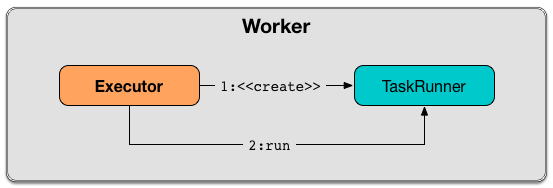 Worker
Executor
1:<<create>>
TaskRunner
2:run